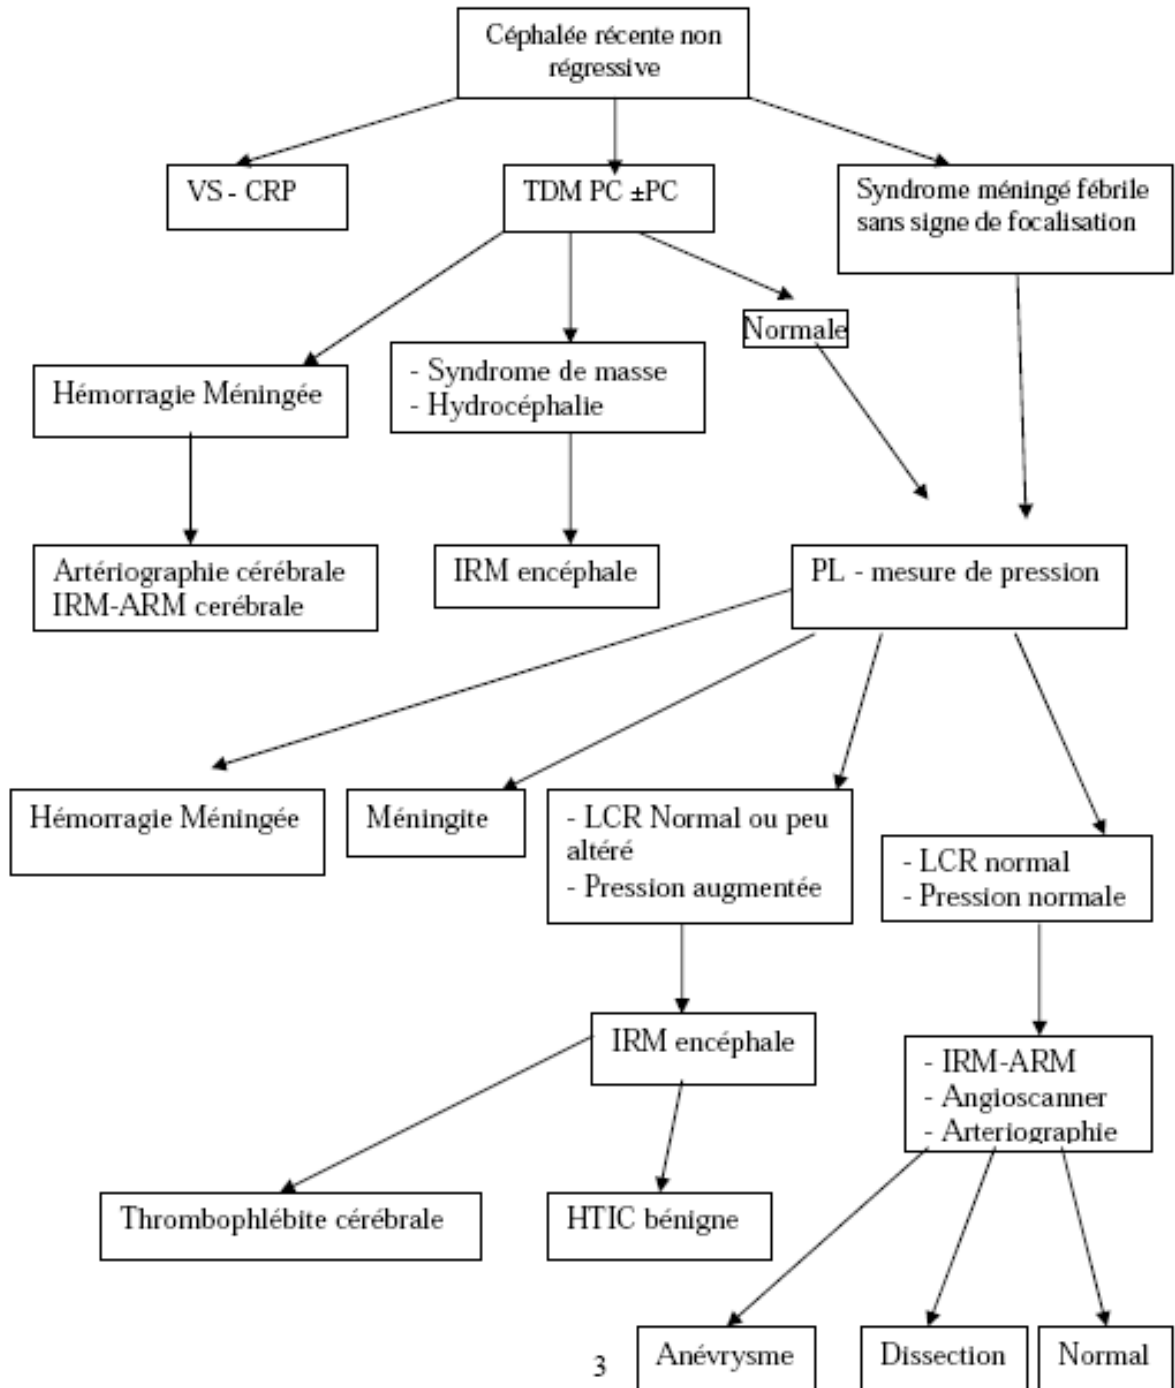 Céphalée récente non
régressive
VS - CRP
TDM PC ±PC
Syndrome méningé fébrile
sans signe de focalisation
Normale
Hémorragie Méningée
- Syndrome de masse
- Hydrocéphalie
Artériographie cérébrale
IRM-ARM cerébrale
IRM encéphale
PL - mesure de pression
Hémorragie Méningée
Méningite
- LCR Normal ou peu
altéré
- Pression augmentée
- LCR normal
- Pression normale
IRM encéphale
- IRM-ARM
- Angioscanner
- Arteriographie
Thrombophlébite cérébrale
HTIC bénigne
Anévrysme
Dissection
Normal
3